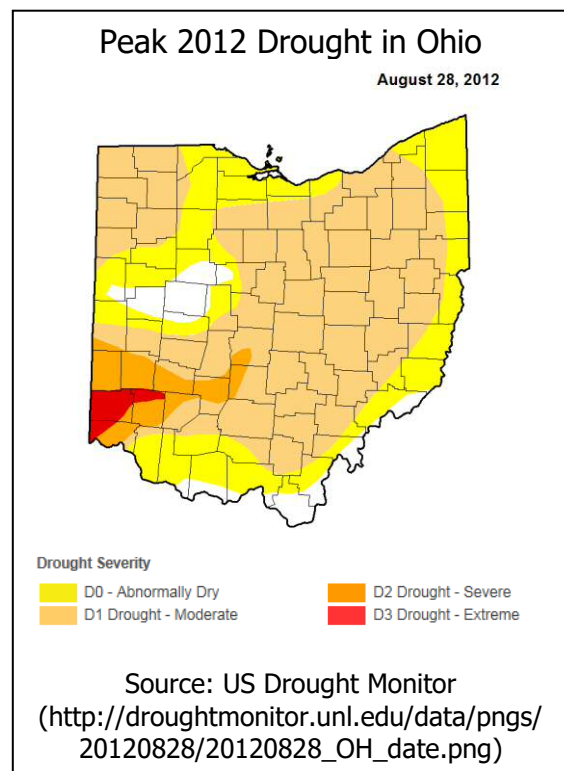 Peak 2012 Drought in Ohio
August 28, 2012
Drought Severity
D0 - Abnormally Dry
D2 Drought - Severe
D1 Drought - Moderate
D3 Drought - Extreme
Source: US Drought Monitor
(http://droughtmonitor.unl.edu/data/pngs/
20120828/20120828_OH_date.png)